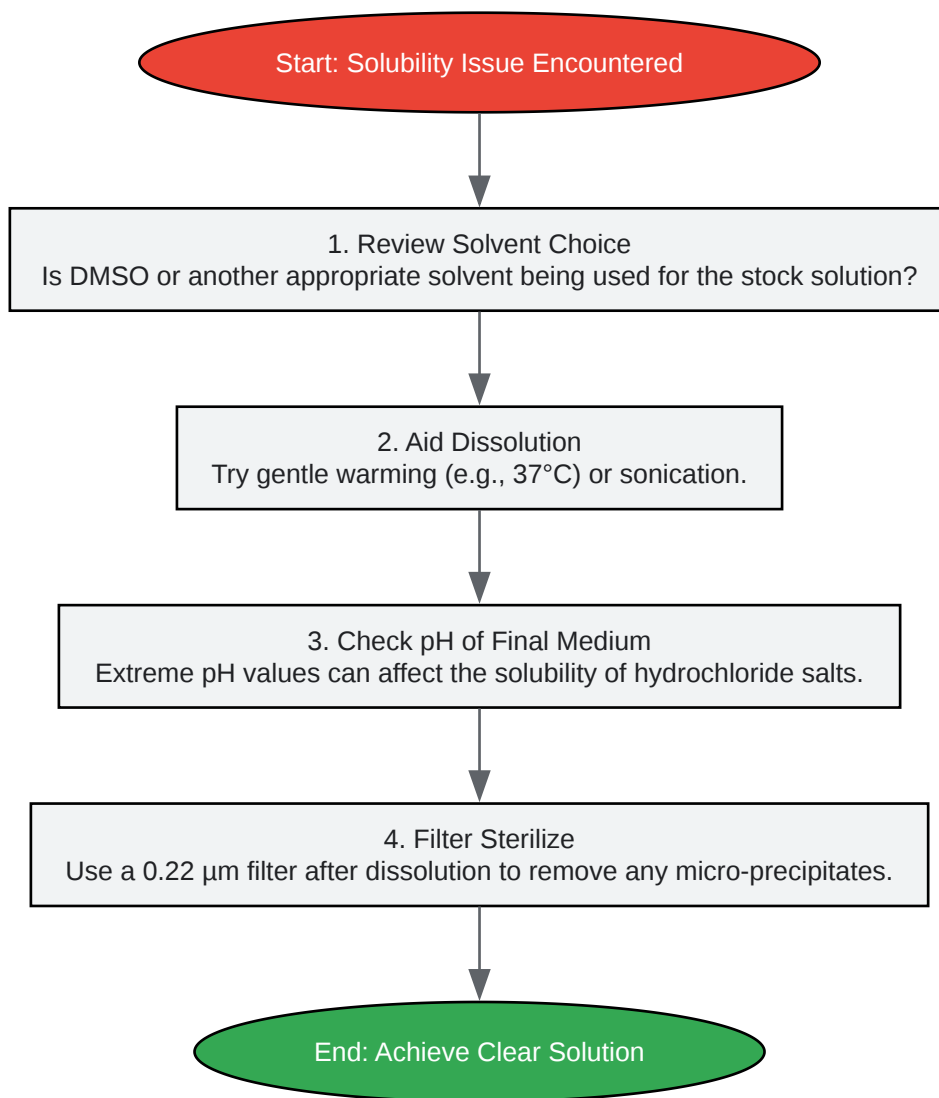 Start: Solubility Issue Encountered
1. Review Solvent Choice
Is DMSO or another appropriate solvent being used for the stock solution?
2. Aid Dissolution
Try gentle warming (e.g., 37°C) or sonication.
3. Check pH of Final Medium
Extreme pH values can affect the solubility of hydrochloride salts.
4. Filter Sterilize
Use a 0.22 µm filter after dissolution to remove any micro-precipitates.
End: Achieve Clear Solution